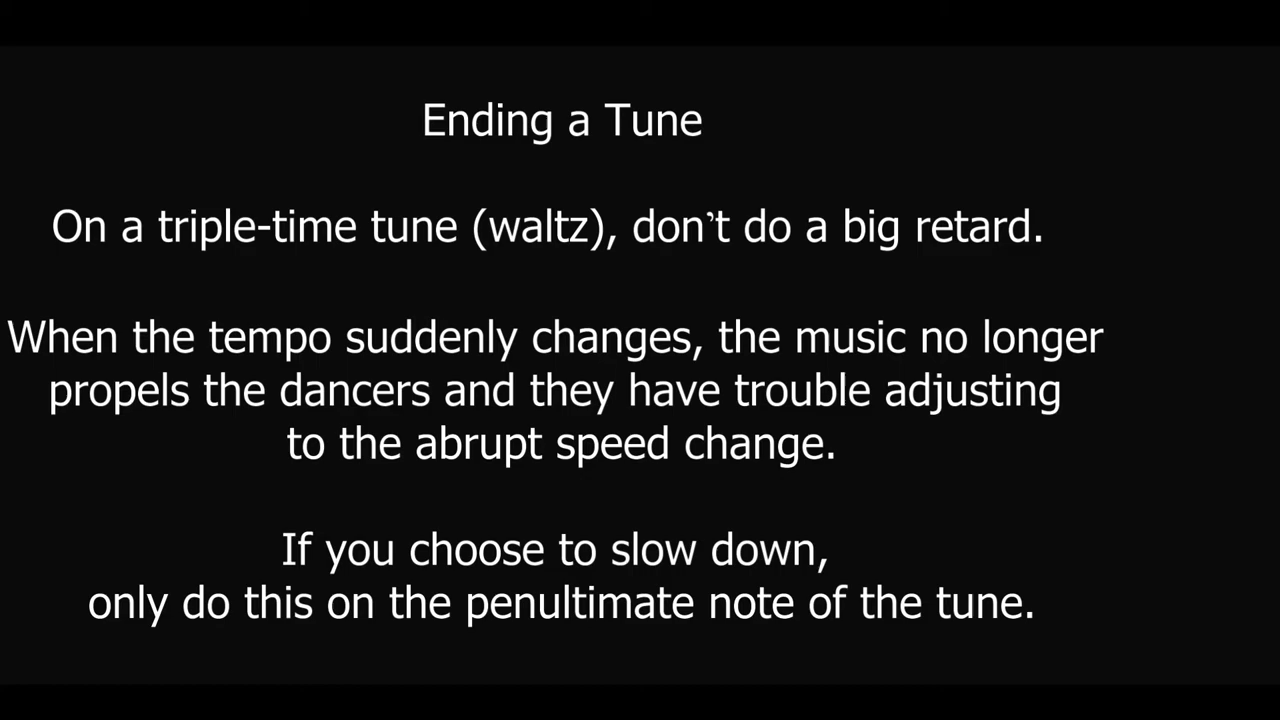 Ending a Tune
On a triple-time tune (waltz), don’t do a big retard.
When the tempo suddenly changes, the music no longer
propels the dancers and they have trouble adjusting
to the abrupt speed change.
If you choose to slow down,
only do this on the penultimate note of the tune.